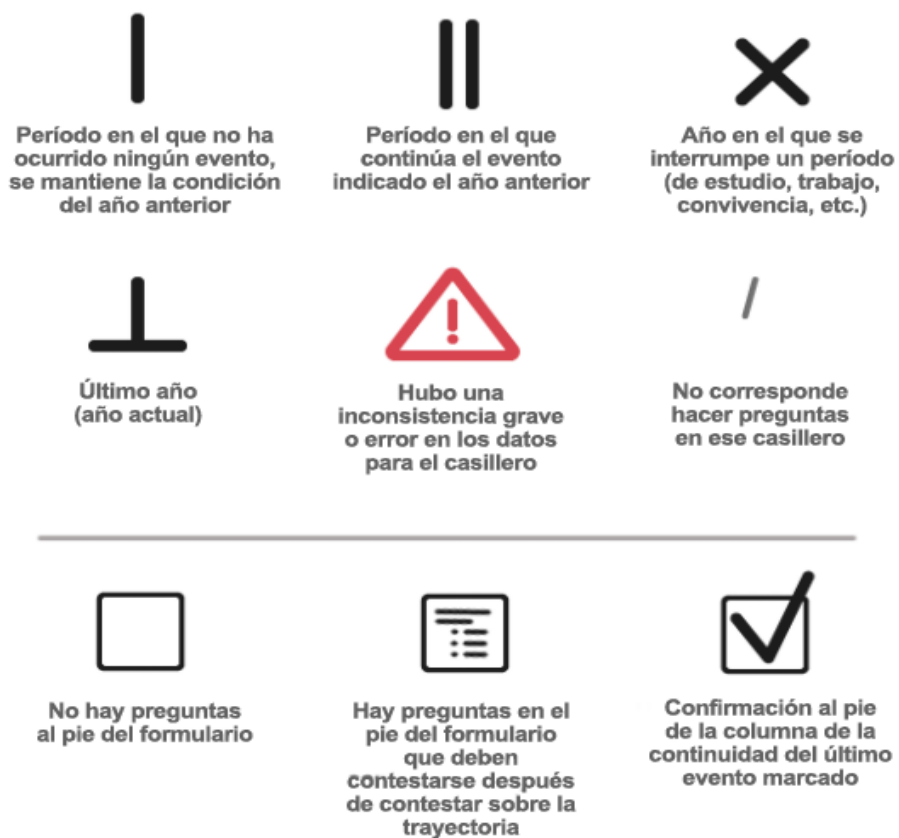 Período en el que no ha
ocurrido ningún evento,
se mantiene la condición
del año anterior
Período en el que
continúa el evento
indicado el año anterior
Año en el que se
interrumpe un período
(de estudio, trabajo,
convivencia, etc.)
Último año
(año actual)
Hubo una
inconsistencia grave
o error en los datos
para el casillero
No corresponde
hacer preguntas
en ese casillero
No hay preguntas
al pie del formulario
Hay preguntas en el
pie del formulario
que deben
contestarse después
de contestar sobre la
trayectoria
Confirmación al pie
de la columna de la
continuidad del último
evento marcado